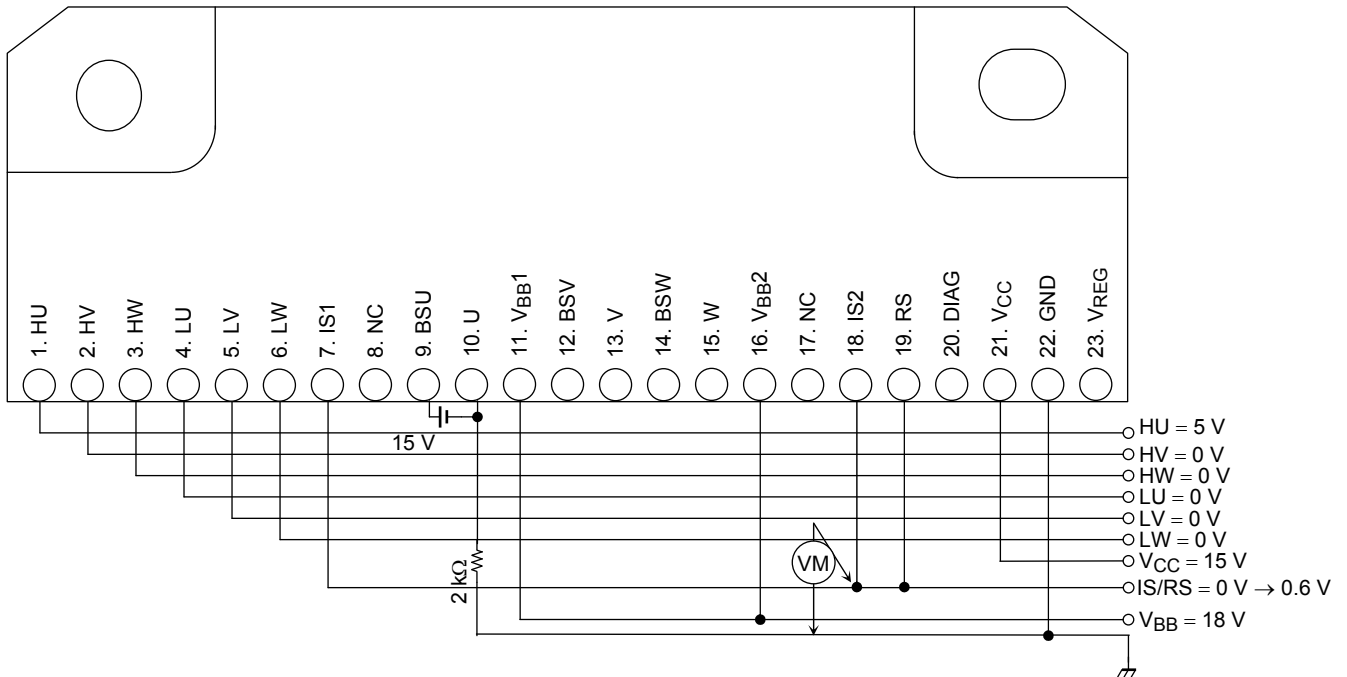 1. HU
2. HV
3. HW
4. LU
5. LV
6. LW
7. IS1
8. NC
9. BSU
10. U
11. VBB1
12. BSV
13. V
14. BSW
15. W
16. VBB2
17. NC
18. IS2
19. RS
20. DIAG
21. VCC
22. GND
23. VREG
15 V
HU = 5 V
HV = 0 V
HW = 0 V
LU = 0 V
LV = 0 V
LW = 0 V
VCC = 15 V
2 kΩ
VM
IS/RS = 0 V → 0.6 V
VBB = 18 V